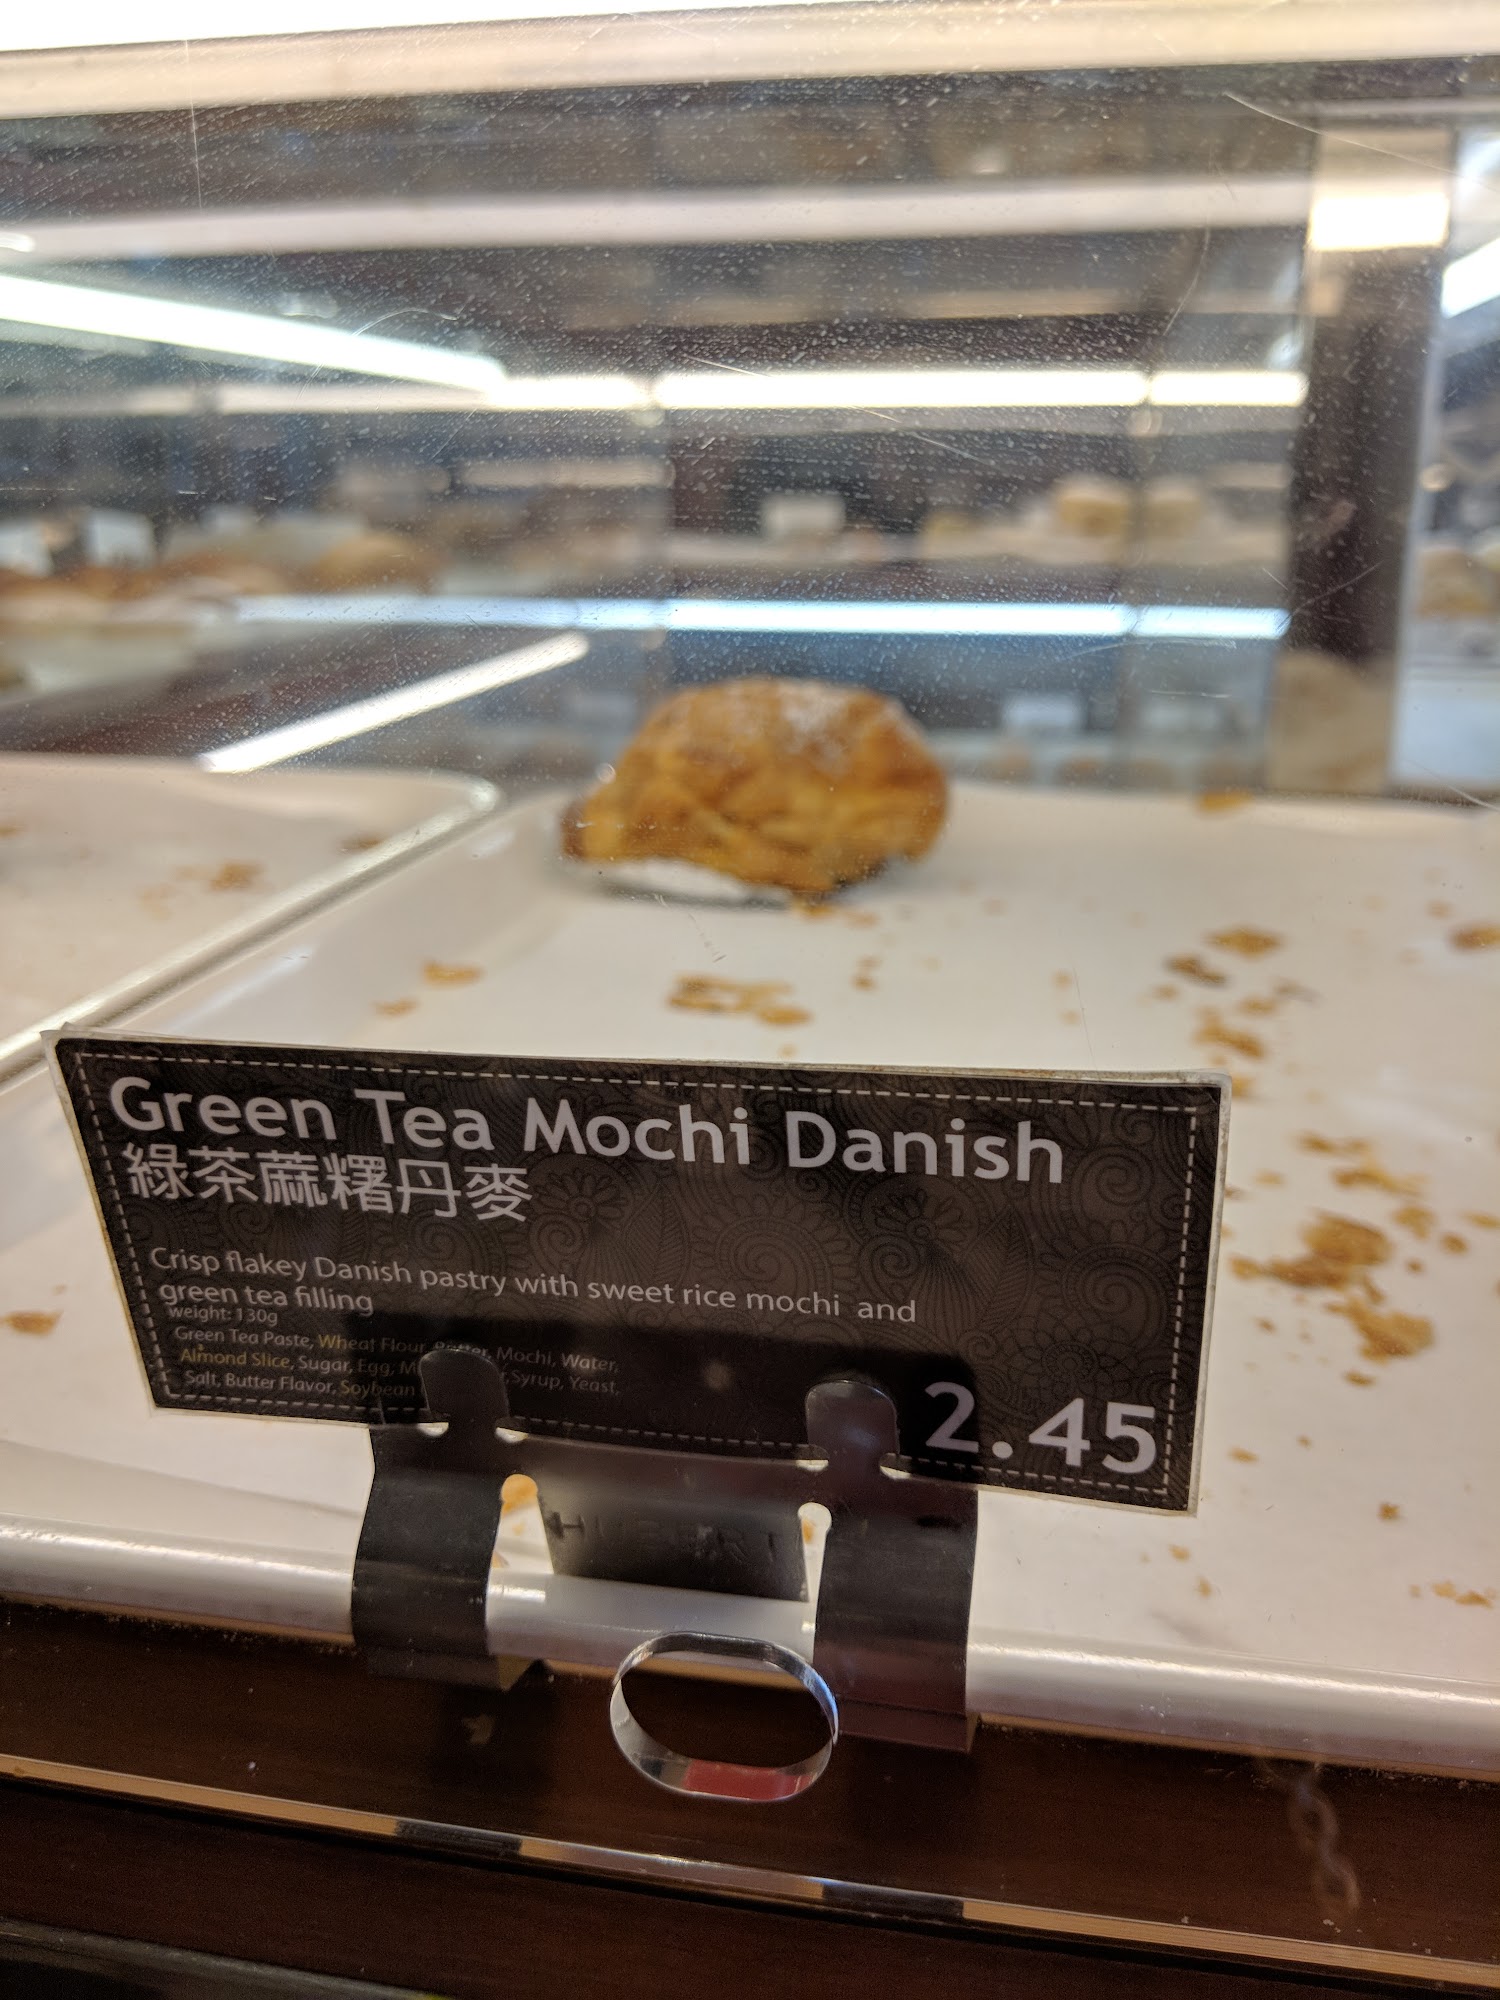 Green Tea Mochi Danish
綠茶蔴糬丹麥
Crisp flakey Danish pastry with sweet rice mochi and
green tea filling
weight: 130g
Green Tea Paste, Wheat Flour, Butter, Mochi, Water,
Almond Slice, Sugar, Egg, Syrup, Yeast,
Salt, Butter Flavor, Soybean
2.45